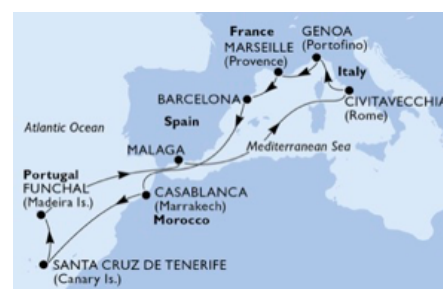 France
GENOA
(Portofino)
MARSEILLE
(Provence)
Italy
BARCELONA
CIVITAVECCHIA
(Rome)
Atlantic Ocean
Spain
MALAGA
Mediterranean Sea
Portugal
FUNCHAL
(Madeira Is.)
CASABLANCA
(Marrakech)
Morocco
SANTA CRUZ DE TENERIFE
(Canary Is.)